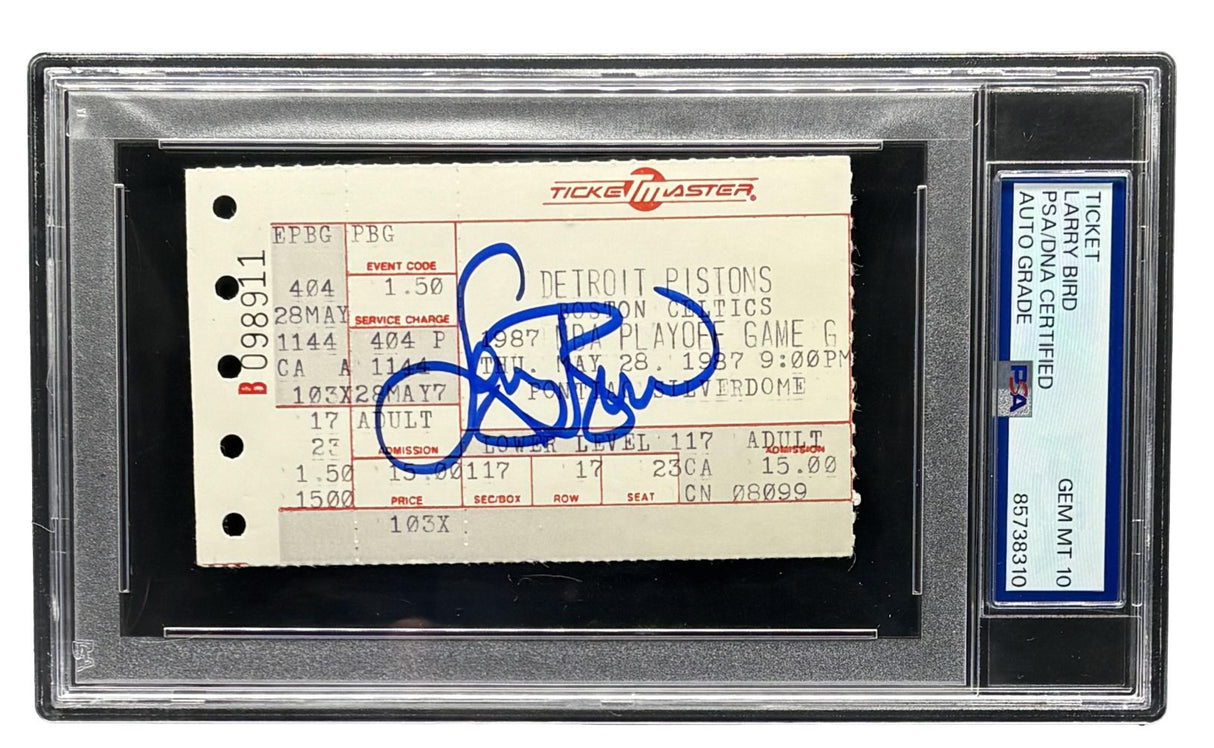 TICKETMASTER®
EPBG PBG
EVENT CODE
404 1.50 DETROIT PISTONS
28MAY SERVICE CHARGE BOSTON CELTICS
1144 404 P 1987 NBA PLAYOFF GAME G
CA A 1144 THU. MAY 28, 1987 9:00PM
103X 28MAY7 PONTIAC SILVERDOME
17 ADULT
23 ADMISSION LOWER LEVEL 117 ADULT
ADMISSION
1.50 15.00 117 17 23 CA 15.00
1500 PRICE SEC/BOX ROW SEAT CN 08099
103X
B 098911
Larry Bird
TICKET
LARRY BIRD
PSA/DNA CERTIFIED
AUTO GRADE GEM MT 10
85738310
PSA